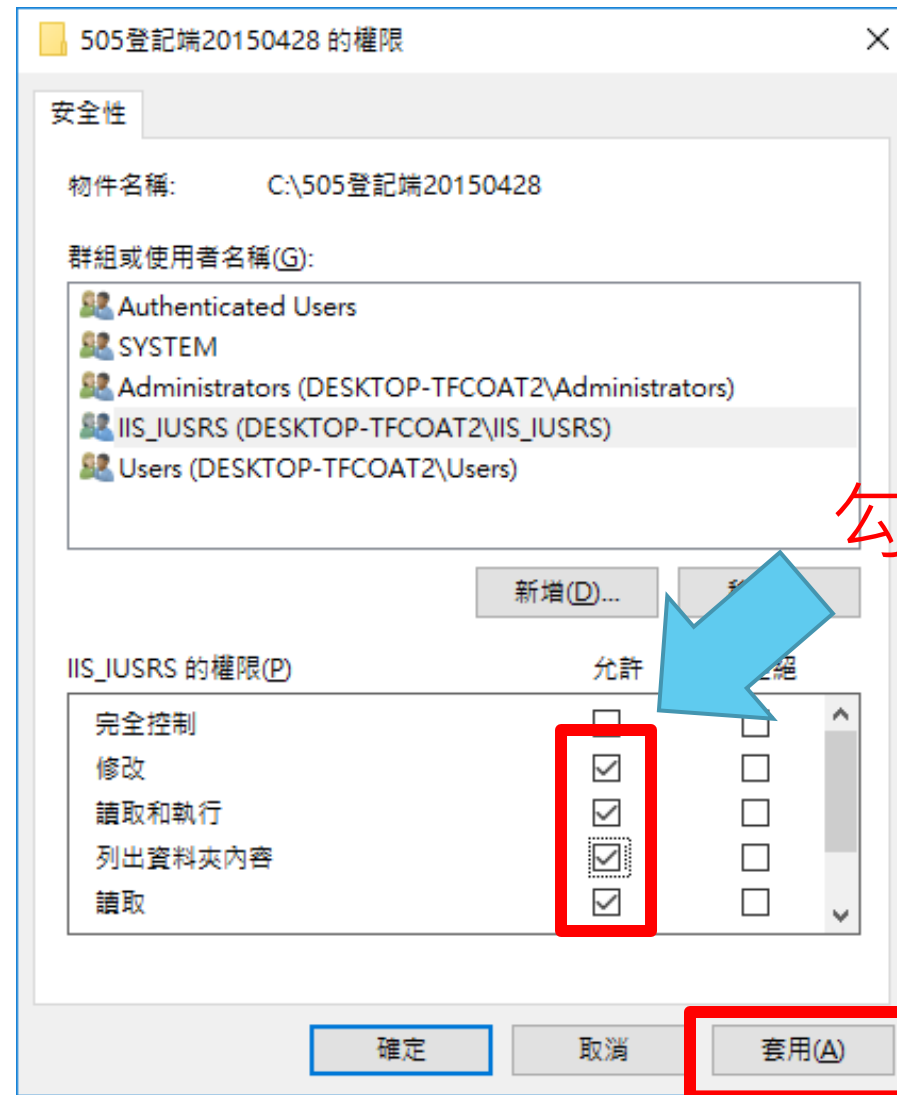 505登記端20150428 的權限
安全性
物件名稱: C:\505登記端20150428
群組或使用者名稱(G):
Authenticated Users
SYSTEM
Administrators (DESKTOP-TFCOAT2\Administrators)
IIS_IUSRS (DESKTOP-TFCOAT2\IIS_IUSRS)
Users (DESKTOP-TFCOAT2\Users)
勾
新增(D)...
IIS_IUSRS 的權限(P) 允許 絕
完全控制
修改
讀取和執行
列出資料夾內容
讀取
確定 取消 套用(A)